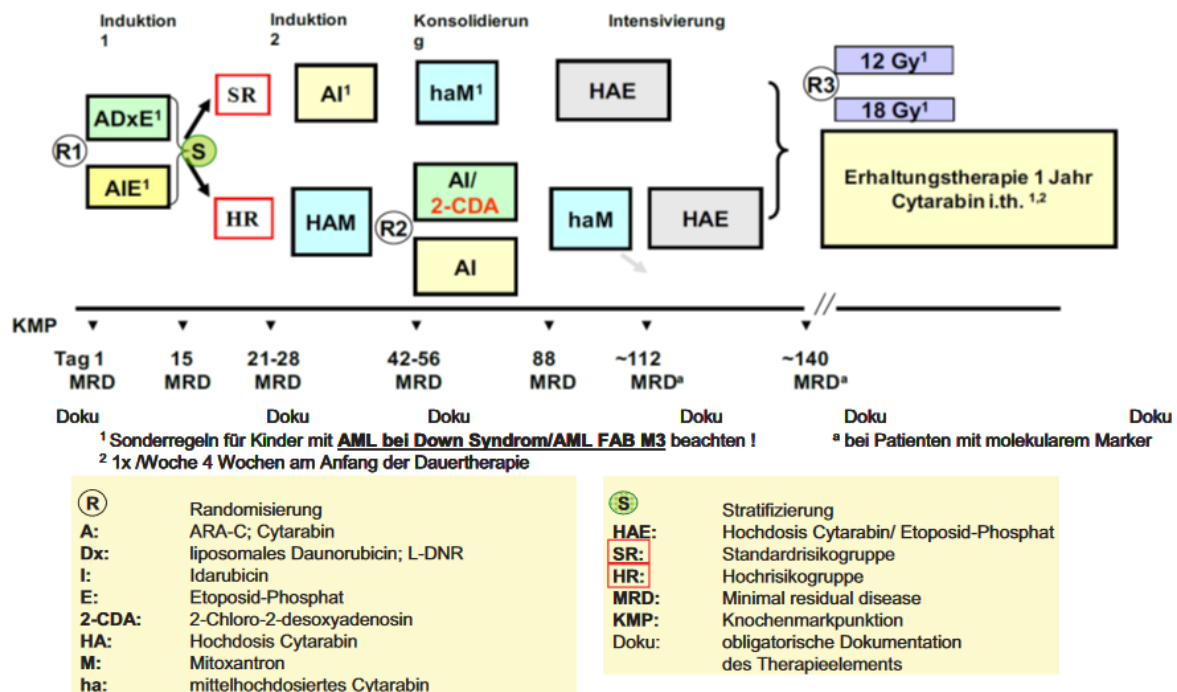 Induktion
1
Induktion
2
Konsolidierun
g
Intensivierung
ADxE¹
R1
AIE¹
S
SR
HR
AI¹
HAM
R2
haM¹
AI/
2-CDA
AI
HAE
haM
HAE
R3
12 Gy¹
18 Gy¹
Erhaltungstherapie 1 Jahr
Cytarabin i.th. ¹,²
KMP
Tag 1 15 21-28 42-56 88 ~112 ~140
MRD MRD MRD MRD MRD MRDᵃ MRDᵃ
Doku Doku Doku Doku Doku Doku
¹ Sonderregeln für Kinder mit AML bei Down Syndrom/AML FAB M3 beachten ! ᵃ bei Patienten mit molekularem Marker
² 1x /Woche 4 Wochen am Anfang der Dauertherapie
R Randomisierung
A: ARA-C; Cytarabin
Dx: liposomales Daunorubicin; L-DNR
I: Idarubicin
E: Etoposid-Phosphat
2-CDA: 2-Chloro-2-desoxyadenosin
HA: Hochdosis Cytarabin
M: Mitoxantron
ha: mittelhochdosiertes Cytarabin
S Stratifizierung
HAE: Hochdosis Cytarabin/ Etoposid-Phosphat
SR: Standardrisikogruppe
HR: Hochrisikogruppe
MRD: Minimal residual disease
KMP: Knochenmarkpunktion
Doku: obligatorische Dokumentation
des Therapieelements